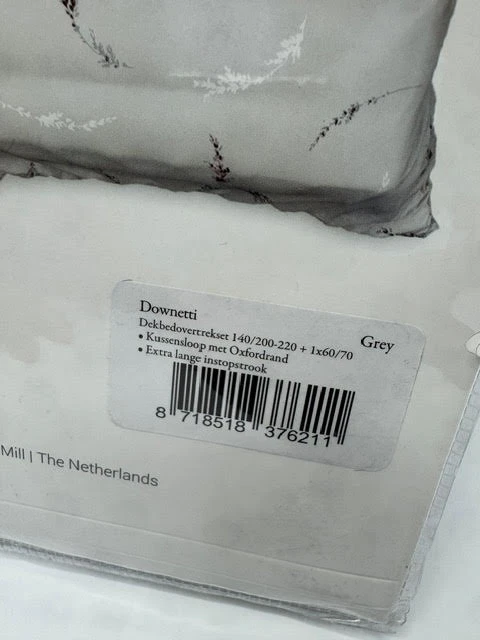 Downetti
Grey
Dekbedovertrekset 140/200-220 + 1x60/70
• Kussensloop met Oxfordrand
• Extra lange instopstrook
8 718518 376211
Mill | The Netherlands